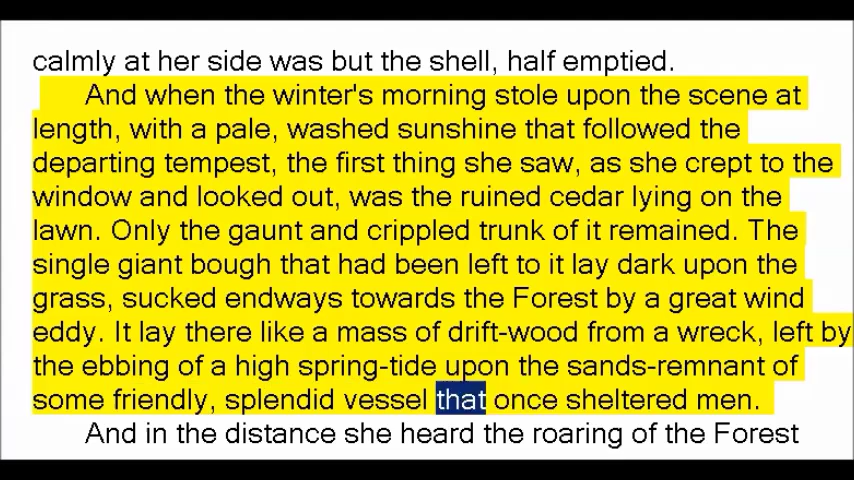 calmly at her side was but the shell, half emptied.
And when the winter's morning stole upon the scene at
length, with a pale, washed sunshine that followed the
departing tempest, the first thing she saw, as she crept to the
window and looked out, was the ruined cedar lying on the
lawn. Only the gaunt and crippled trunk of it remained. The
single giant bough that had been left to it lay dark upon the
grass, sucked endways towards the Forest by a great wind
eddy. It lay there like a mass of drift-wood from a wreck, left by
the ebbing of a high spring-tide upon the sands-remnant of
some friendly, splendid vessel that once sheltered men.
And in the distance she heard the roaring of the Forest